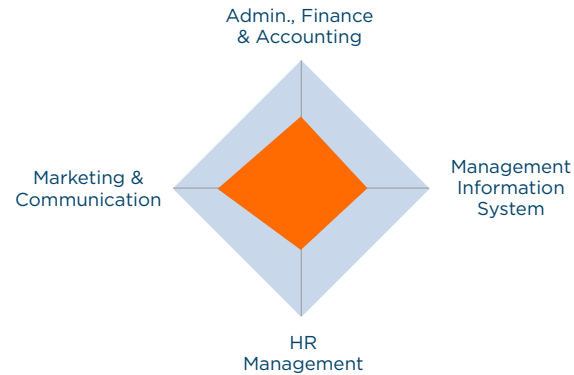 Admin., Finance
& Accounting
Marketing &
Communication
Management
Information
System
HR
Management